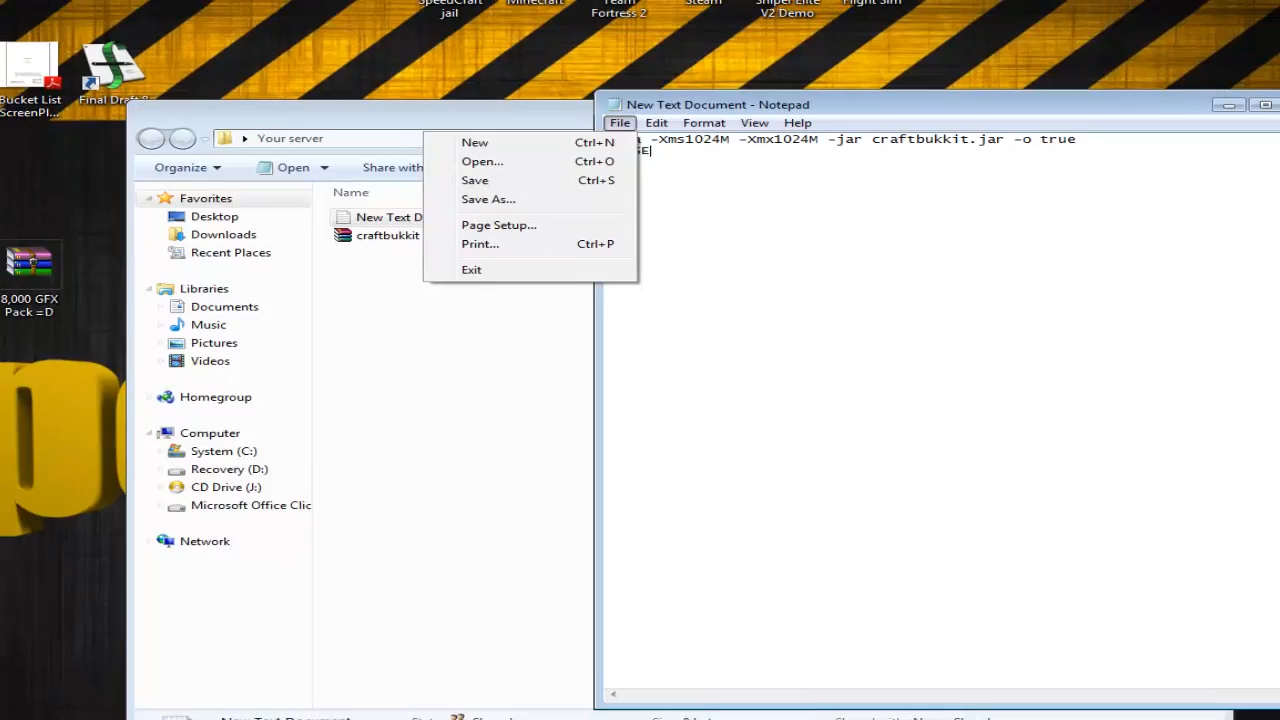 SpeedCraft
jail
Minecraft
Team
Fortress 2
Steam
Sniper Elite
V2 Demo
Flight Sim
Bucket List
ScreenPl...
Final Draft 8
8,000 GFX
Pack =D
Your server
Organize
Open
Share with
Favorites
Desktop
Downloads
Recent Places
Libraries
Documents
Music
Pictures
Videos
Homegroup
Computer
System (C:)
Recovery (D:)
CD Drive (J:)
Microsoft Office Clic
Network
Name
New Text D
craftbukkit
New Text Document - Notepad
File Edit Format View Help
-Xms1024M -Xmx1024M -jar craftbukkit.jar -o true
New Ctrl+N
Open... Ctrl+O
Save Ctrl+S
Save As...
Page Setup...
Print... Ctrl+P
Exit
New Text Document